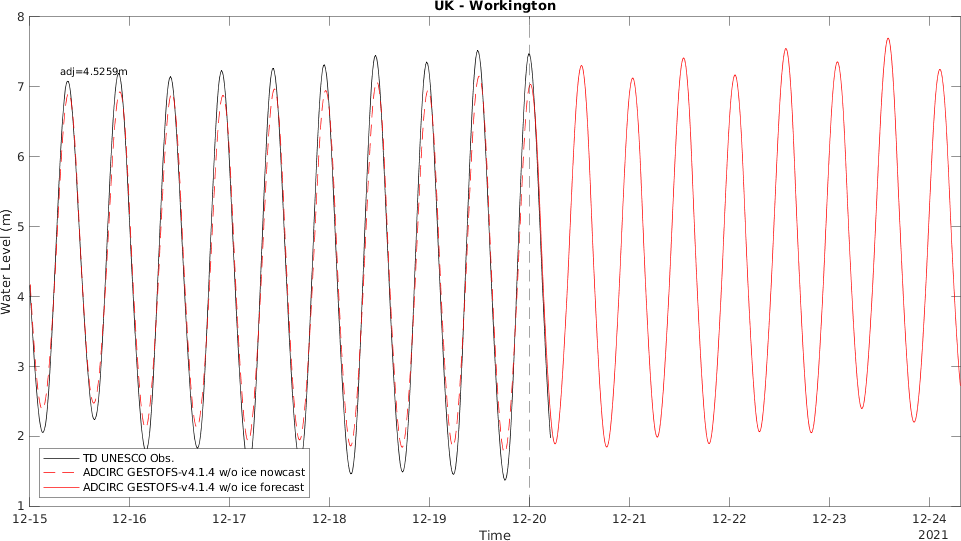 UK - Workington
adj=4.5259m
Water Level (m)
8
7
6
5
4
3
2
1
TD UNESCO Obs.
ADCIRC GESTOFS-v4.1.4 w/o ice nowcast
ADCIRC GESTOFS-v4.1.4 w/o ice forecast
12-15 12-16 12-17 12-18 12-19 12-20 12-21 12-22 12-23 12-24
2021
Time